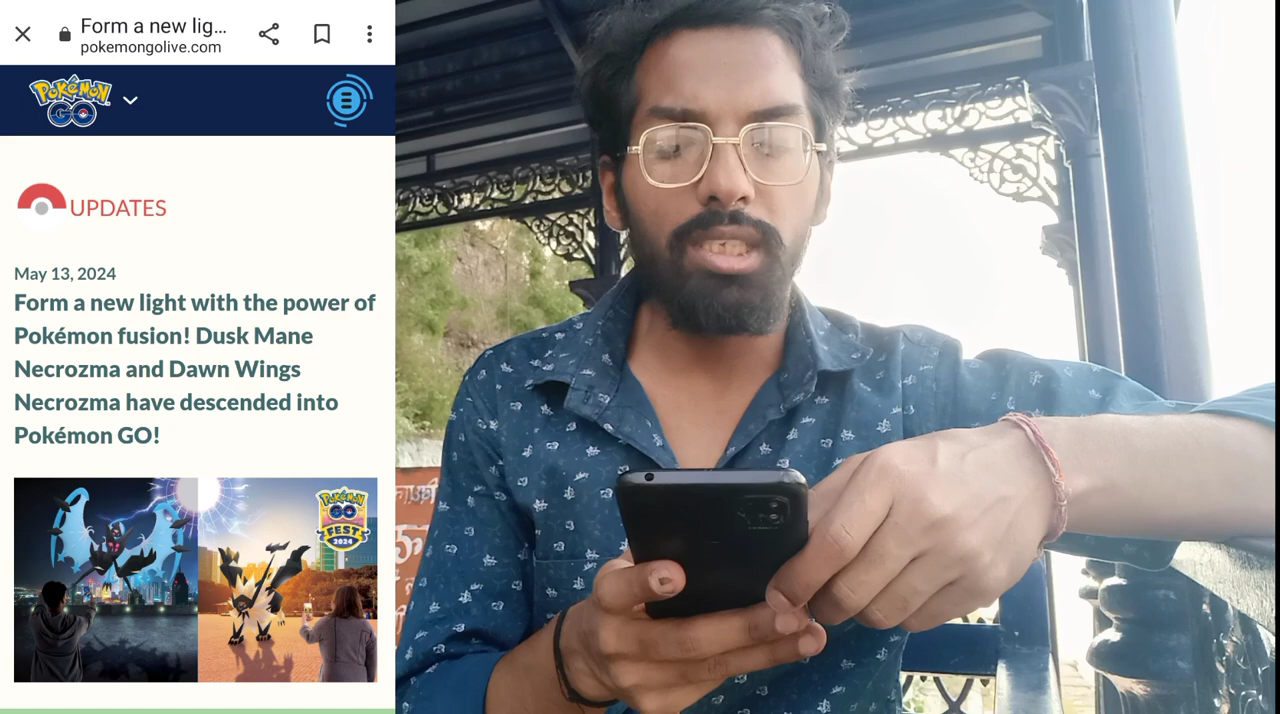 Form a new lig...
pokemongolive.com
POKÉMON
GO
UPDATES
May 13, 2024
Form a new light with the power of
Pokémon fusion! Dusk Mane
Necrozma and Dawn Wings
Necrozma have descended into
Pokémon GO!
POKÉMON
GO
FEST
2024